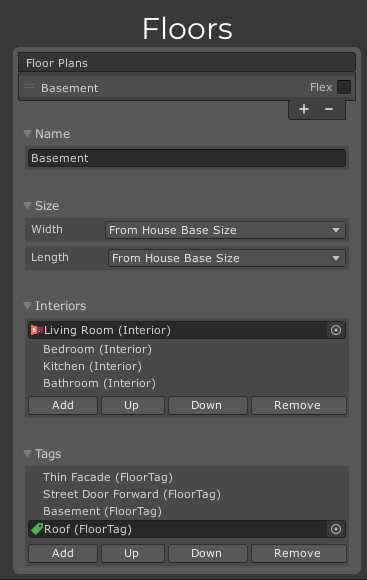 Floors
Floor Plans
Basement Flex
+ −
Name
Basement
Size
Width From House Base Size
Length From House Base Size
Interiors
Living Room (Interior)
Bedroom (Interior)
Kitchen (Interior)
Bathroom (Interior)
Add Up Down Remove
Tags
Thin Facade (FloorTag)
Street Door Forward (FloorTag)
Basement (FloorTag)
Roof (FloorTag)
Add Up Down Remove